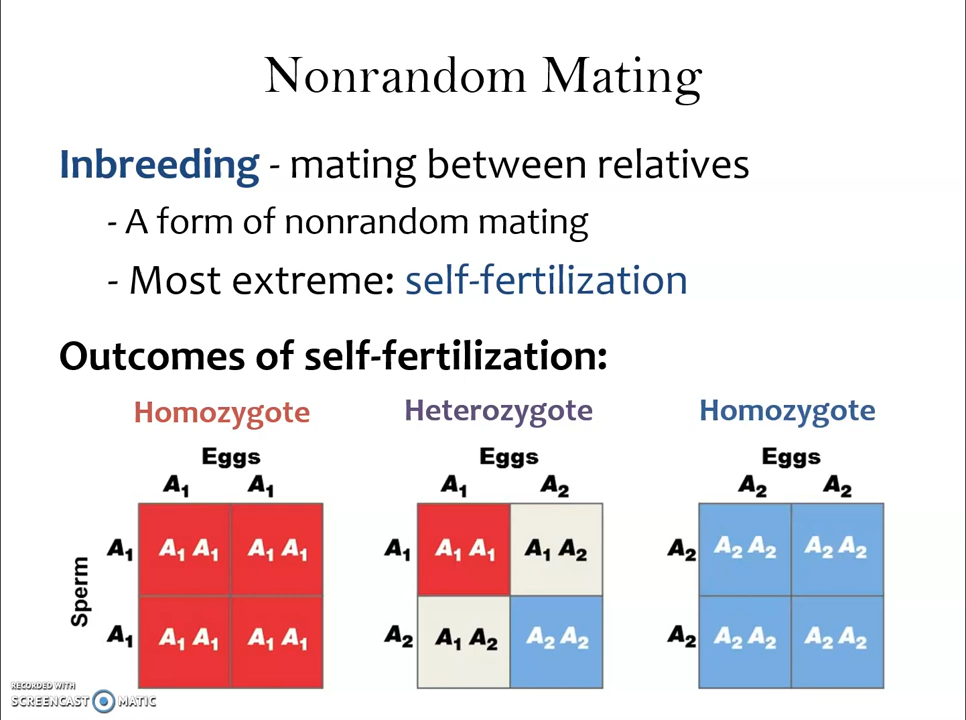 Nonrandom Mating
Inbreeding - mating between relatives
- A form of nonrandom mating
- Most extreme: self-fertilization
Outcomes of self-fertilization:
Homozygote Heterozygote Homozygote
Eggs Eggs Eggs
A₁ A₁ A₁ A₂ A₂ A₂
A₁ A₁ A₁ A₁ A₁ A₁ A₁ A₁ A₁ A₂ A₂ A₂ A₂ A₂ A₂
Sperm
A₁ A₁ A₁ A₁ A₁ A₂ A₁ A₂ A₂ A₂ A₂ A₂ A₂ A₂ A₂
RECORDED WITH
SCREENCAST MATIC